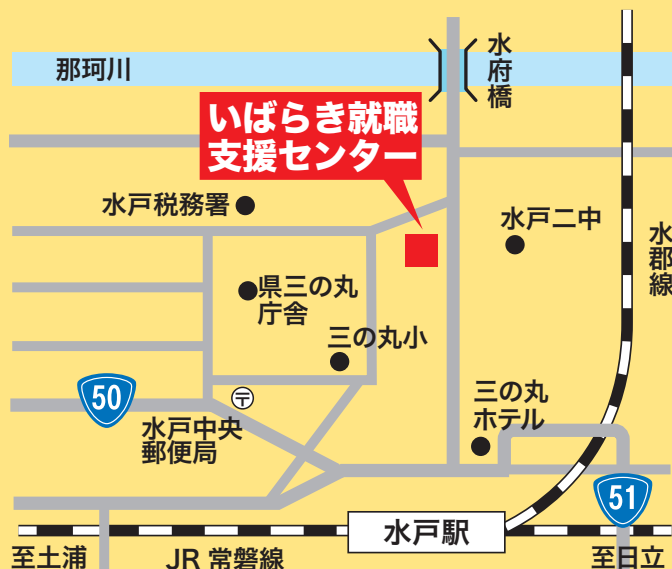 那珂川
水府橋
いばらき就職
支援センター
水戸税務署
水戸二中
水郡線
県三の丸
庁舎
三の丸小
50
〒
水戸中央
郵便局
三の丸
ホテル
51
水戸駅
至土浦
JR 常磐線
至日立